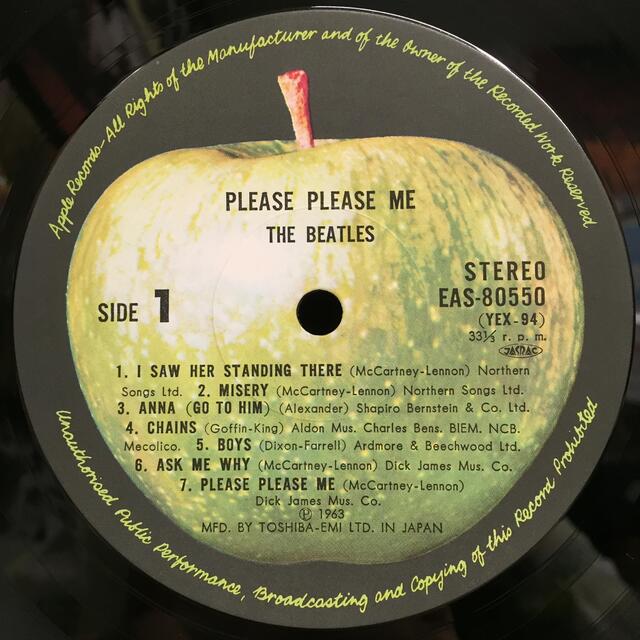 Apple Records-All Rights of the Manufacturer and of the Owner of the Recorded Work Reserved
PLEASE PLEASE ME
THE BEATLES
STEREO
EAS-80550
(YEX-94)
33⅓ r. p. m.
JASRAC
SIDE 1
1. I SAW HER STANDING THERE (McCartney-Lennon) Northern
Songs Ltd. 2. MISERY (McCartney-Lennon) Northern Songs Ltd.
3. ANNA (GO TO HIM) (Alexander) Shapiro Bernstein & Co. Ltd.
4. CHAINS (Goffin-King) Aldon Mus. Charles Bens. BIEM. NCB.
Mecolico. 5. BOYS (Dixon-Farrell) Ardmore & Beechwood Ltd.
6. ASK ME WHY (McCartney-Lennon) Dick James Mus. Co.
7. PLEASE PLEASE ME (McCartney-Lennon)
Dick James Mus. Co.
℗ 1963
MFD. BY TOSHIBA-EMI LTD. IN JAPAN
Unauthorised Public Performance, Broadcasting and Copying of this Record Prohibited